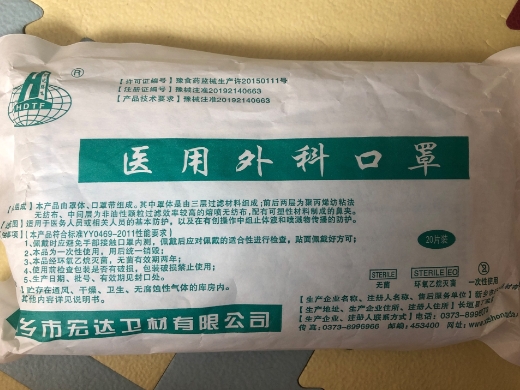 HDTF
®
【许可证编号】豫食药监械生产许20150111号
【注册证编号】豫械注准20192140663
【产品技术要求】豫械注准20192140663
医用外科口罩
成】本产品由罩体、口罩带组成。其中罩体是由三层过滤材料组成;前后两层为聚丙烯纺粘法
无纺布、中间层为非油性颗粒过滤效率较高的熔喷无纺布,配有可塑性材料制成的鼻夹。
适用于医务人员或相关人员的基本防护,以及在有创操作中阻止体液和喷溅物传播的防护。
【本产品符合标准YY0469-2011性能要求】
1、佩戴时应避免手部接触口罩内侧,佩戴后应对佩戴的适合性进行检查,贴面佩戴好方可;
2、本品为一次性使用,用后统一销毁;
3、本品经环氧乙烷灭菌,无菌有效期两年;
4、使用前检查包装是否有破损,包装破损禁止使用;
5、生产日期、批号、有效期见封口处。
贮存在通风、干燥、卫生、无腐蚀性气体的库房内。
其他内容详见说明书。
20片装
STERILE
无菌
STERILE EO
环氧乙烷灭菌
②
一次性使用
乡市宏达卫材有限公司
【生产企业名称、注册人名称、售后服务单位】新乡
【生产地址、生产企业住所、注册人住所】长垣
【生产企业、注册人联系方式】电话:0373-8996
传真:0373-8996966 邮编:453400 网址:www.